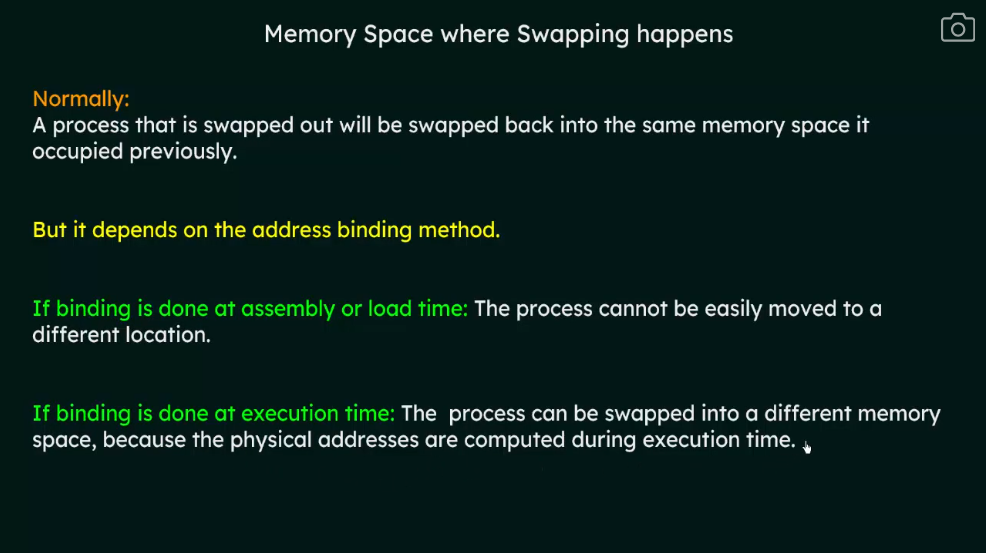 Memory Space where Swapping happens
Normally:
A process that is swapped out will be swapped back into the same memory space it
occupied previously.
But it depends on the address binding method.
If binding is done at assembly or load time: The process cannot be easily moved to a
different location.
If binding is done at execution time: The  process can be swapped into a different memory
space, because the physical addresses are computed during execution time.